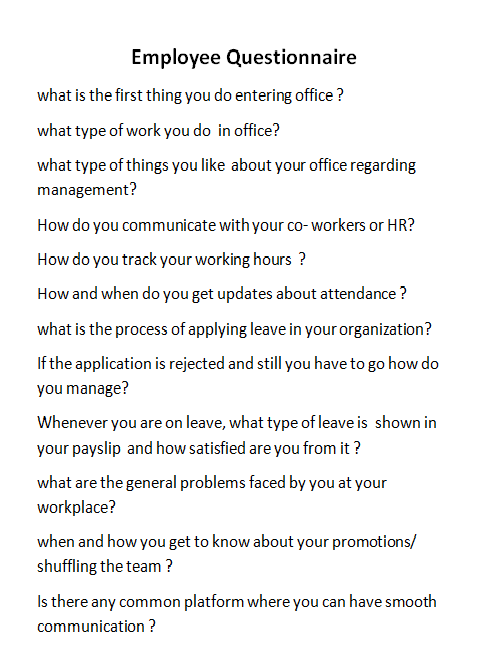 Employee Questionnaire
what is the first thing you do entering office ?
what type of work you do  in office?
what type of things you like  about your office regarding
management?
How do you communicate with your co- workers or HR?
How do you track your working hours  ?
How and when do you get updates about attendance ?
what is the process of applying leave in your organization?
If the application is rejected and still you have to go how do
you manage?
Whenever you are on leave, what type of leave is  shown in
your payslip  and how satisfied are you from it ?
what are the general problems faced by you at your
workplace?
when and how you get to know about your promotions/
shuffling the team ?
Is there any common platform where you can have smooth
communication ?